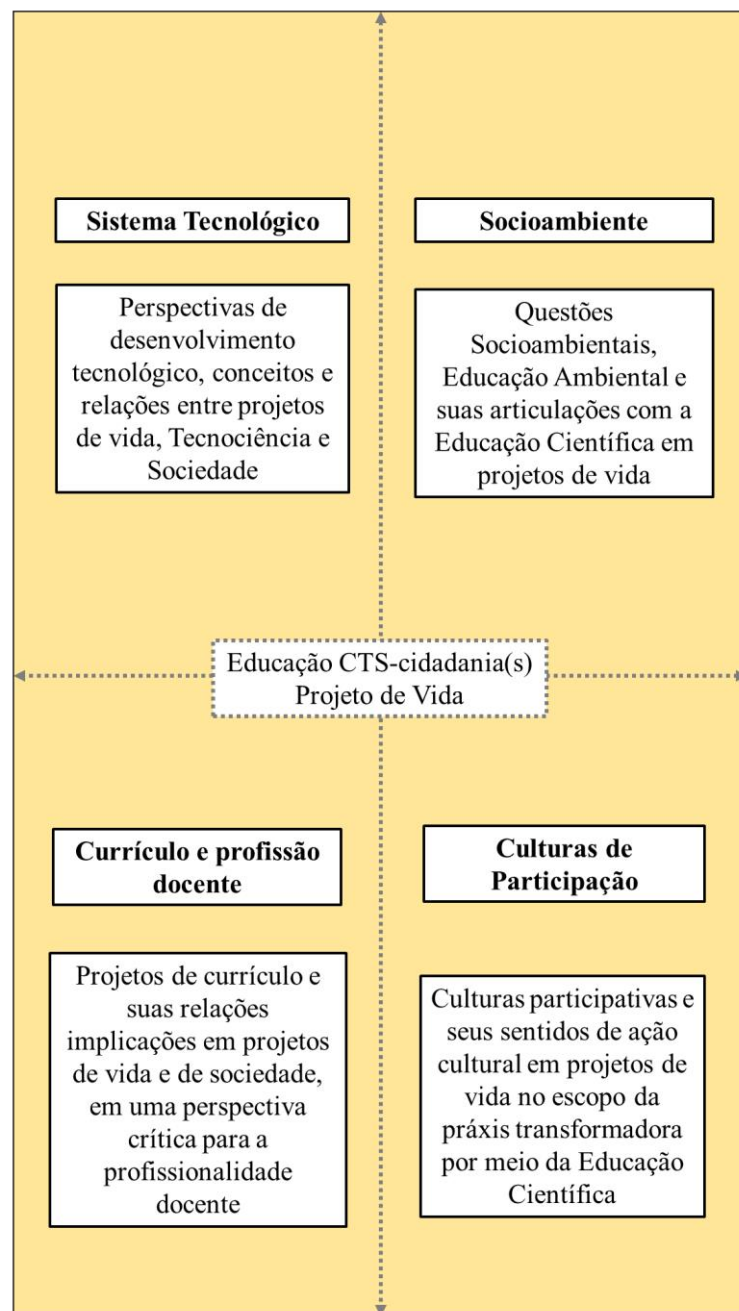 Sistema Tecnológico
Perspectivas de
desenvolvimento
tecnológico, conceitos e
relações entre projetos
de vida, Tecnociência e
Sociedade
Socioambiente
Questões
Socioambientais,
Educação Ambiental e
suas articulações com a
Educação Científica em
projetos de vida
Educação CTS-cidadania(s)
Projeto de Vida
Currículo e profissão
docente
Projetos de currículo e
suas relações
implicações em projetos
de vida e de sociedade,
em uma perspectiva
crítica para a
profissionalidade
docente
Culturas de
Participação
Culturas participativas e
seus sentidos de ação
cultural em projetos de
vida no escopo da
práxis transformadora
por meio da Educação
Científica